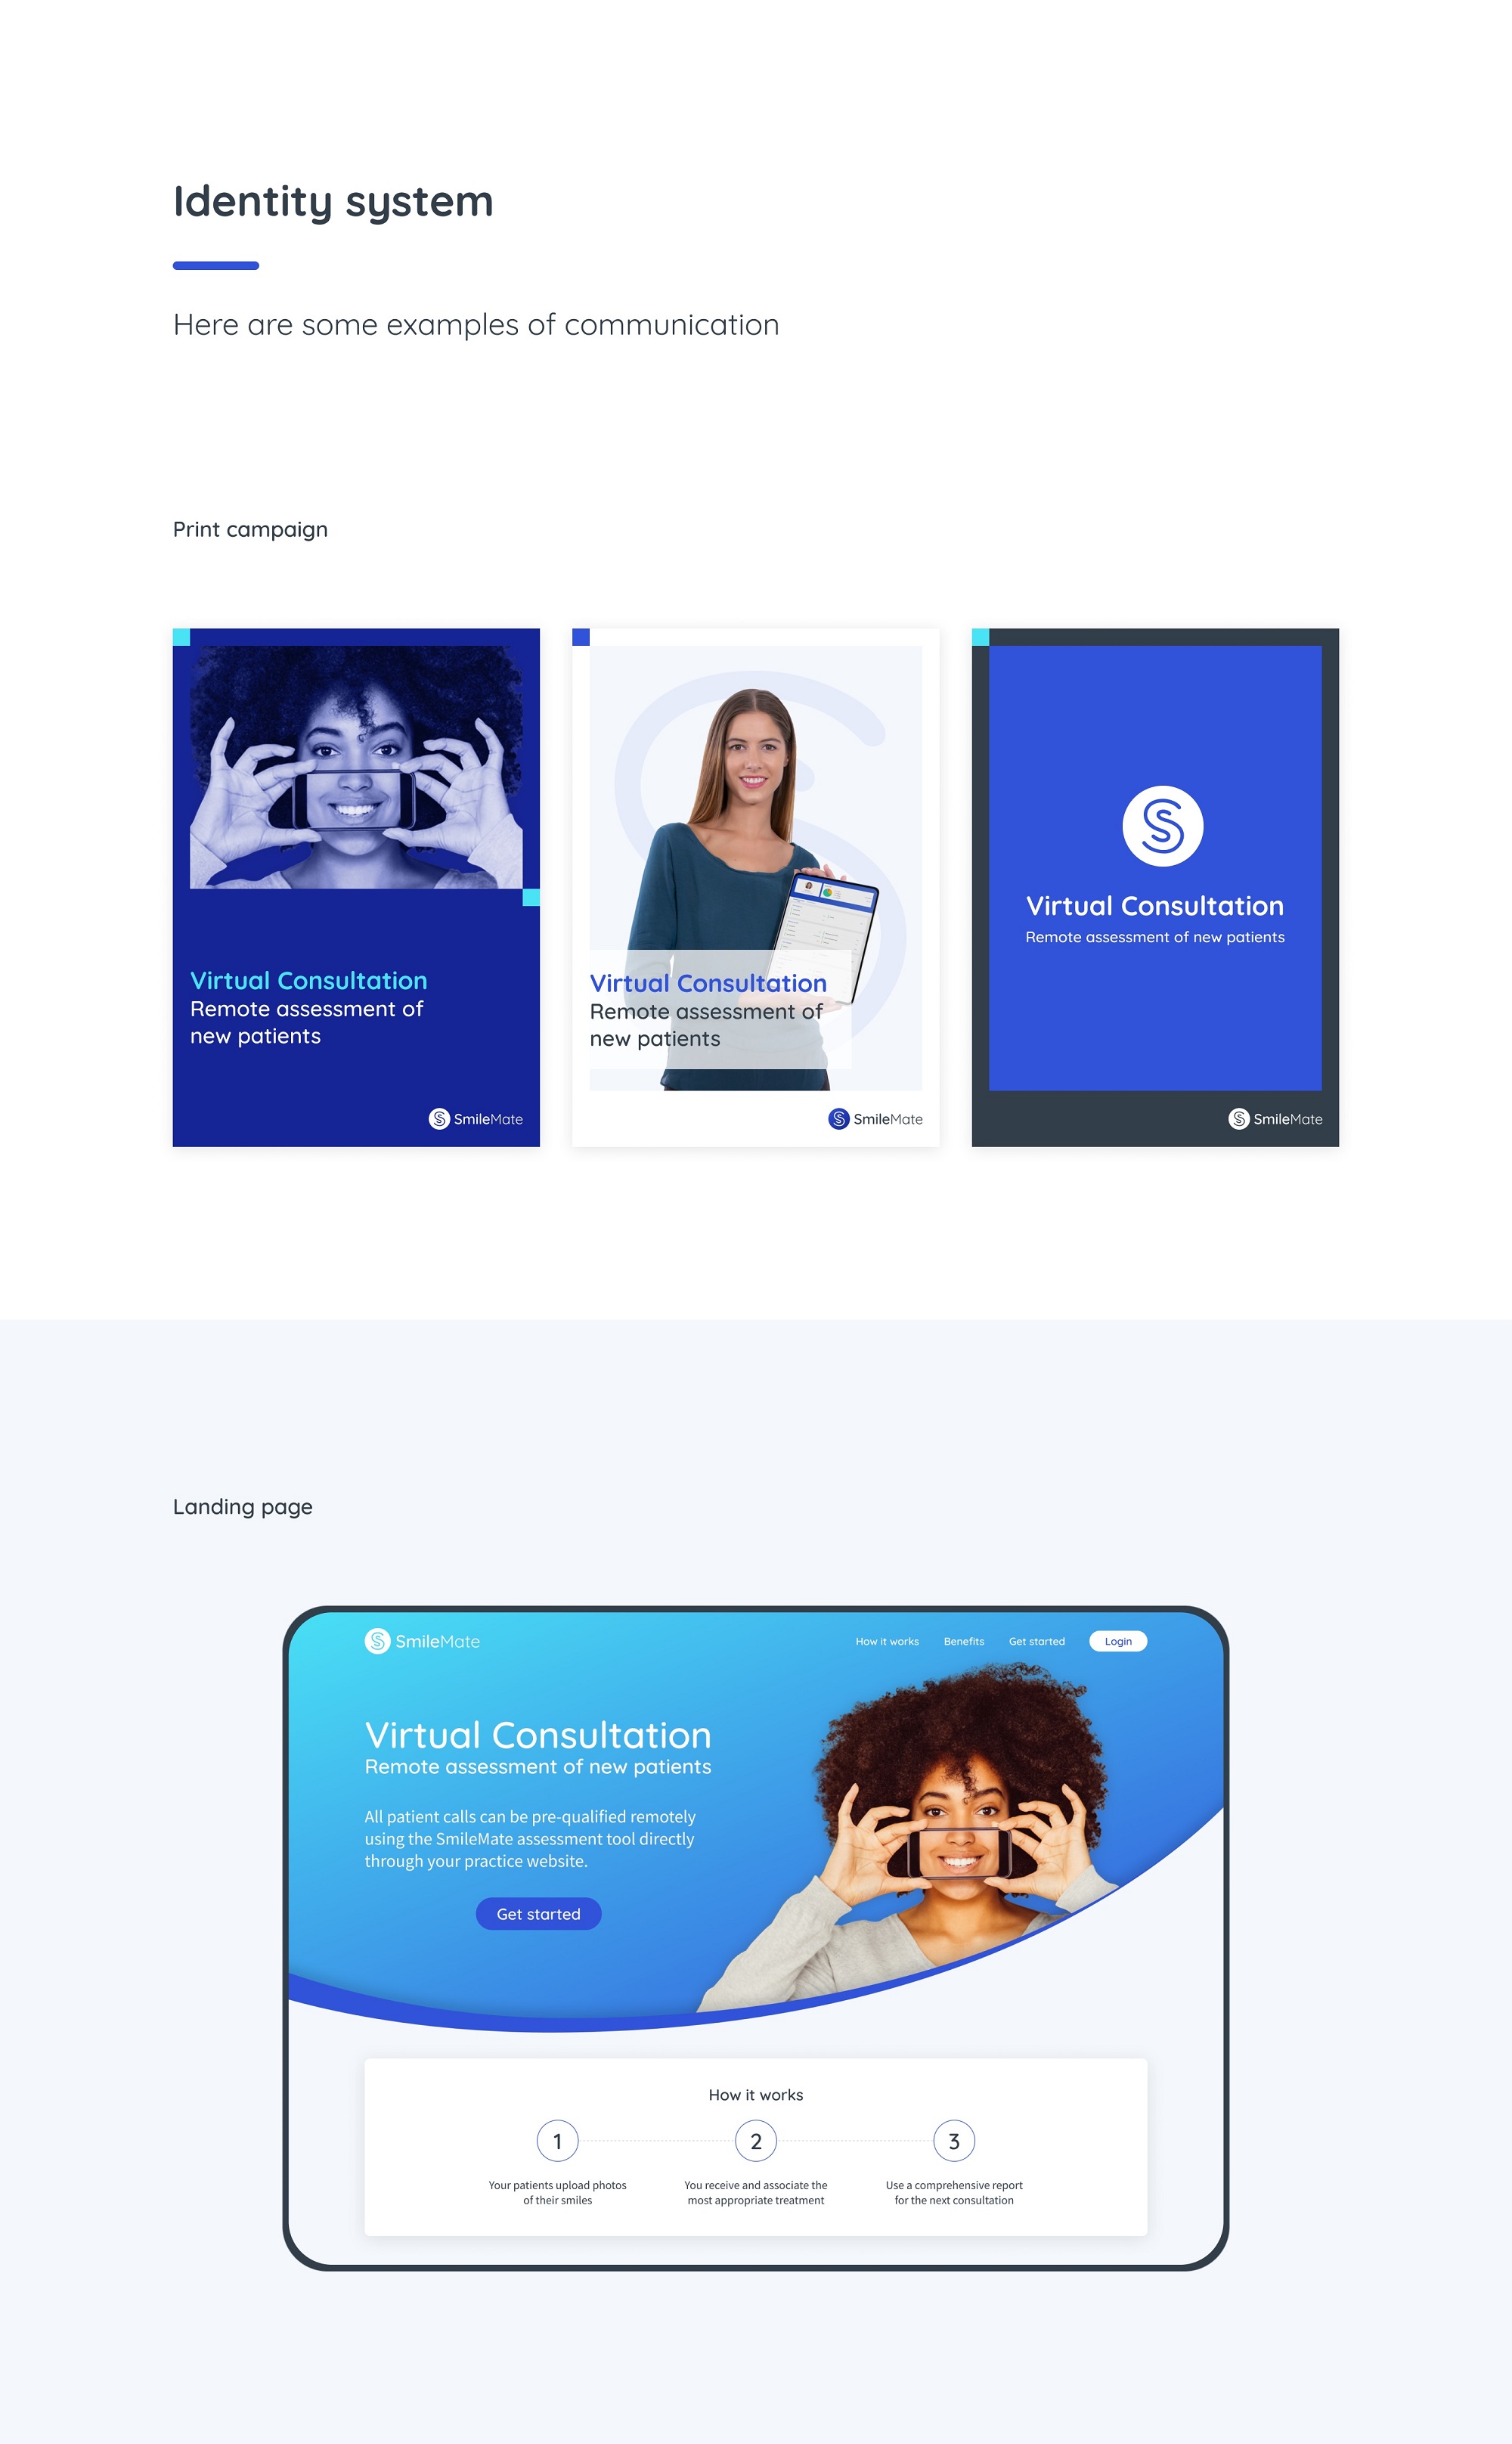 Identity system
Here are some examples of communication
Print campaign
Virtual Consultation
Remote assessment of
new patients
SmileMate
Virtual Consultation
Remote assessment of
new patients
SmileMate
Virtual Consultation
Remote assessment of new patients
SmileMate
Landing page
SmileMate
How it works
Benefits
Get started
Login
Virtual Consultation
Remote assessment of new patients
All patient calls can be pre-qualified remotely
using the SmileMate assessment tool directly
through your practice website.
Get started
How it works
1
2
3
Your patients upload photos
of their smiles
You receive and associate the
most appropriate treatment
Use a comprehensive report
for the next consultation